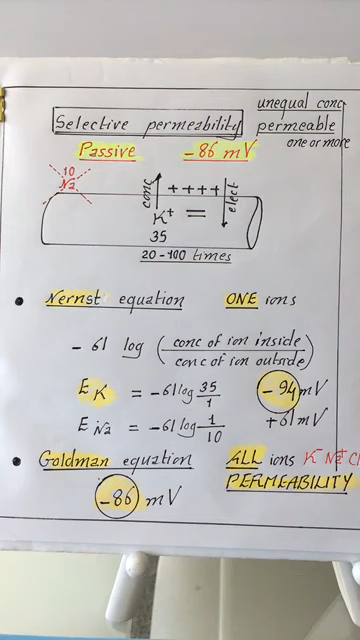 unequal conc
Selective permeability permeable
one or more
Passive -86 mV
10
Na
conc ++++ elect
K+ =
35
20-100 times
• Nernst equation ONE ions
-61 log (conc of ion inside / conc of ion outside)
E K = -61 log 35/1 -94 mV
E Na = -61 log 1/10 +61 mV
• Goldman equation ALL ions K Na+ Cl
PERMEABILITY
-86 mV